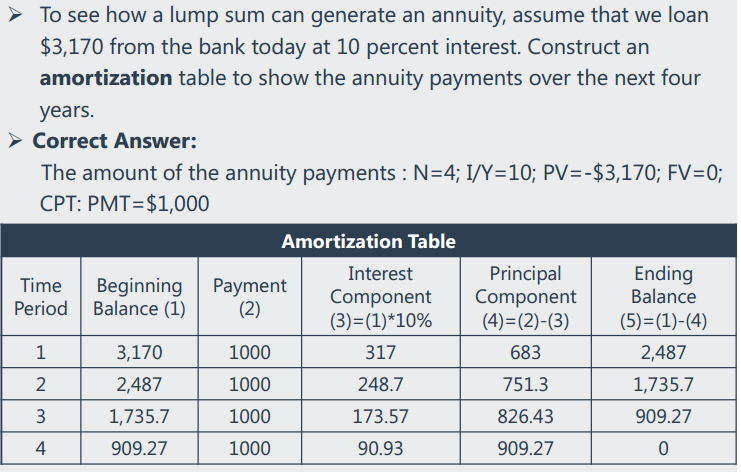 ➢ To see how a lump sum can generate an annuity, assume that we loan
$3,170 from the bank today at 10 percent interest. Construct an
amortization table to show the annuity payments over the next four
years.
➢ Correct Answer:
The amount of the annuity payments : N=4; I/Y=10; PV=-$3,170; FV=0;
CPT: PMT=$1,000
Amortization Table
Time Period | Beginning Balance (1) | Payment (2) | Interest Component (3)=(1)*10% | Principal Component (4)=(2)-(3) | Ending Balance (5)=(1)-(4)
1 | 3,170 | 1000 | 317 | 683 | 2,487
2 | 2,487 | 1000 | 248.7 | 751.3 | 1,735.7
3 | 1,735.7 | 1000 | 173.57 | 826.43 | 909.27
4 | 909.27 | 1000 | 90.93 | 909.27 | 0